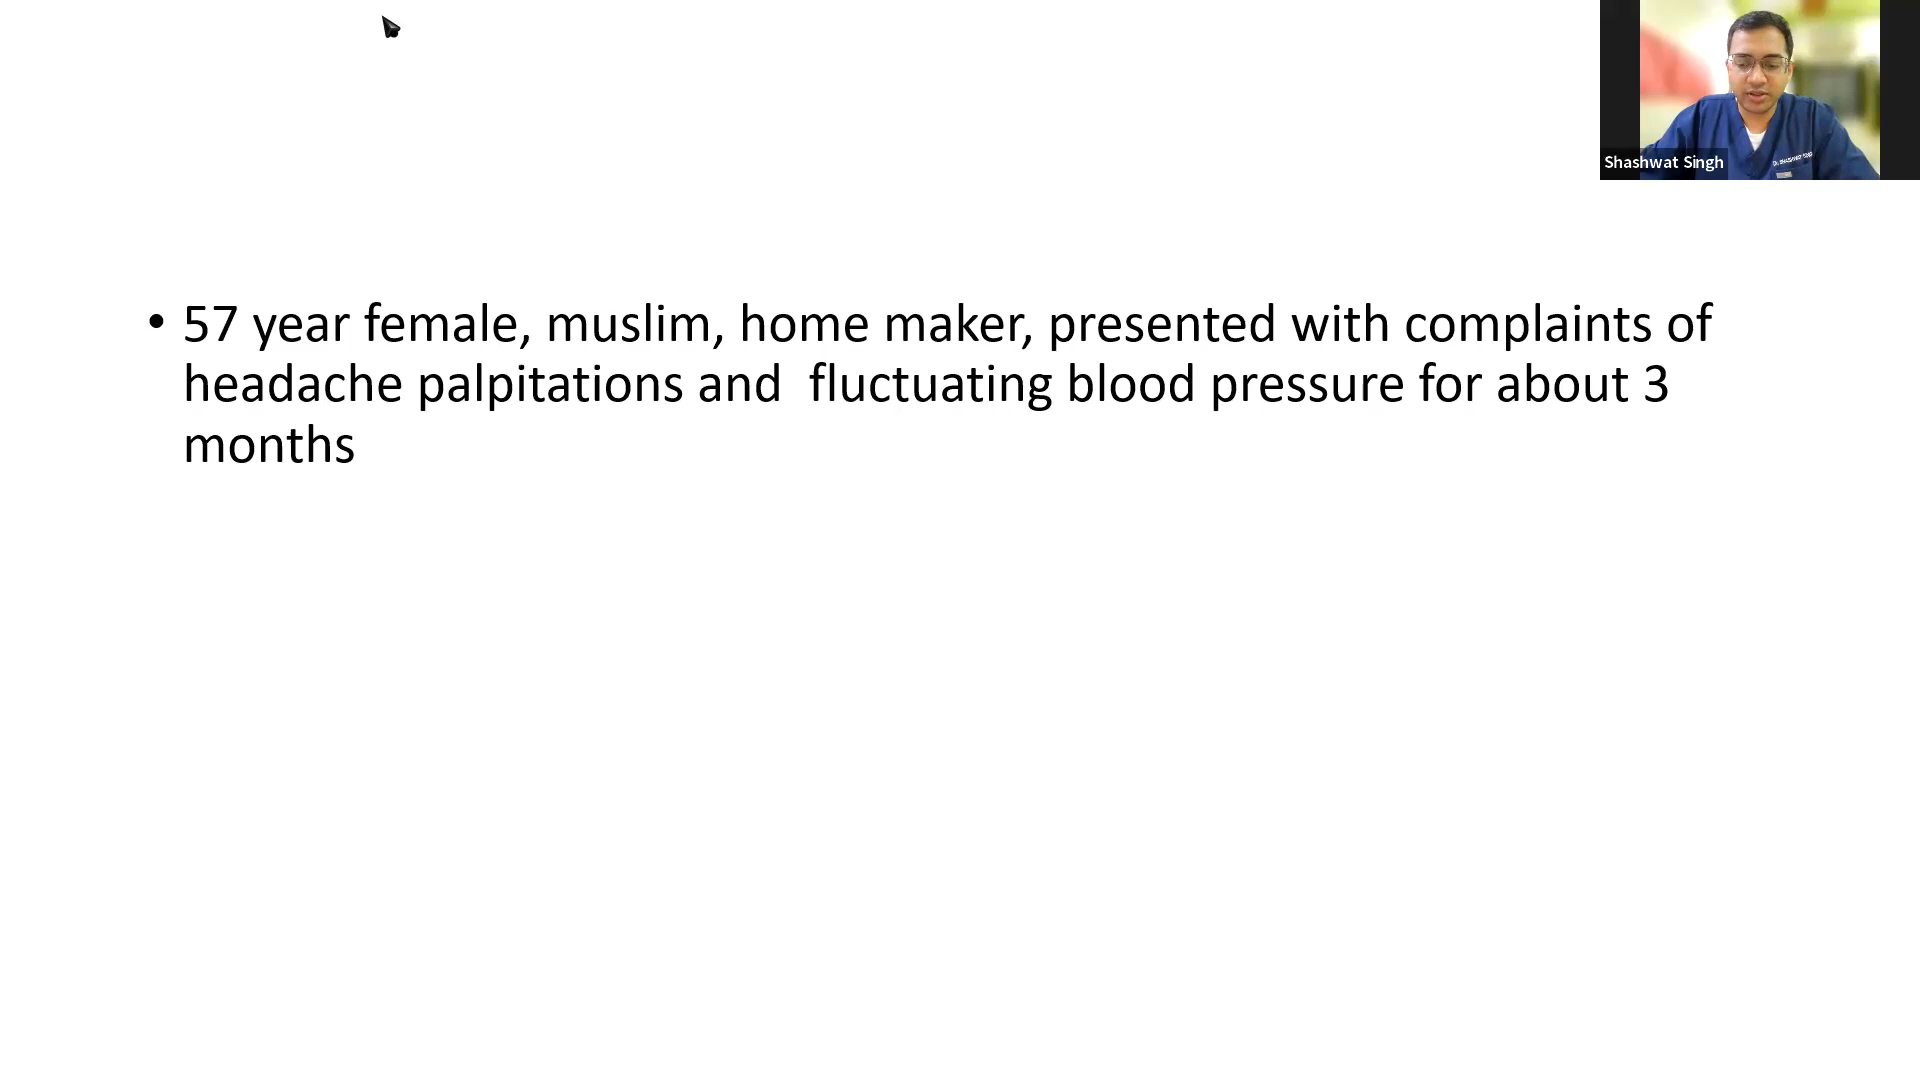 Shashwat Singh
• 57 year female, muslim, home maker, presented with complaints of
headache palpitations and  fluctuating blood pressure for about 3
months